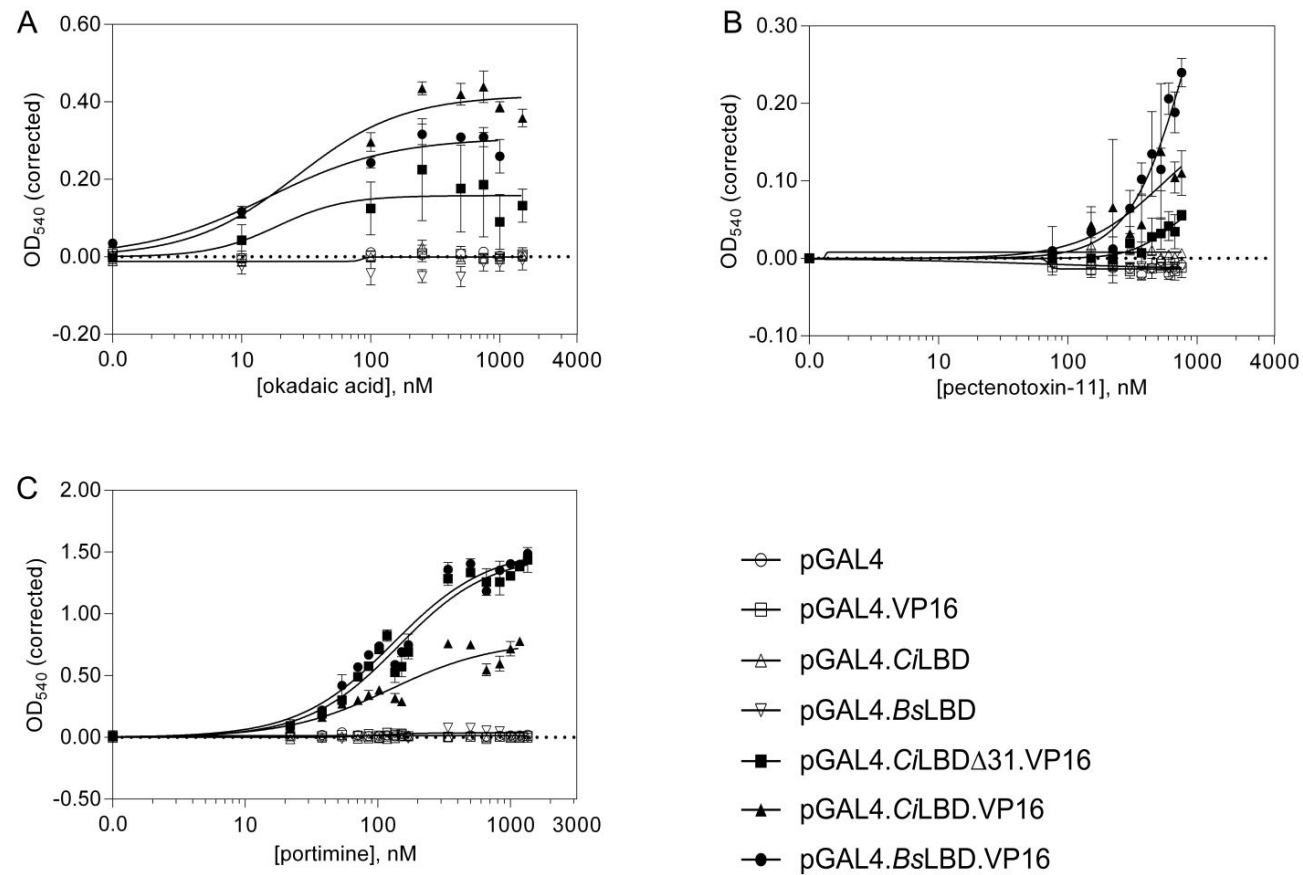 A
0.60
0.40
0.20
0.00
-0.20
OD540 (corrected)
0.0 10 100 1000 4000
[okadaic acid], nM
B
0.30
0.20
0.10
0.00
-0.10
OD540 (corrected)
0.0 10 100 1000 4000
[pectenotoxin-11], nM
C
2.00
1.50
1.00
0.50
0.00
-0.50
OD540 (corrected)
0.0 10 100 1000 3000
[portimine], nM
pGAL4
pGAL4.VP16
pGAL4.CiLBD
pGAL4.BsLBD
pGAL4.CiLBDΔ31.VP16
pGAL4.CiLBD.VP16
pGAL4.BsLBD.VP16